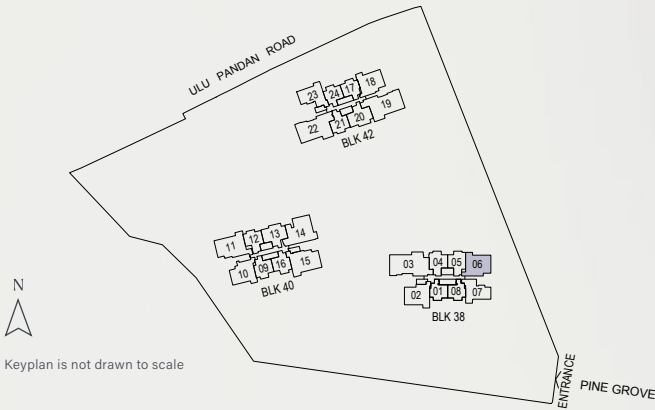 ULU PANDAN ROAD
23 24 17 18
22 21 20 19
BLK 42
11 12 13 14
10 09 16 15
BLK 40
03 04 05 06
02 01 08 07
BLK 38
N
Keyplan is not drawn to scale
ENTRANCE
PINE GROVE